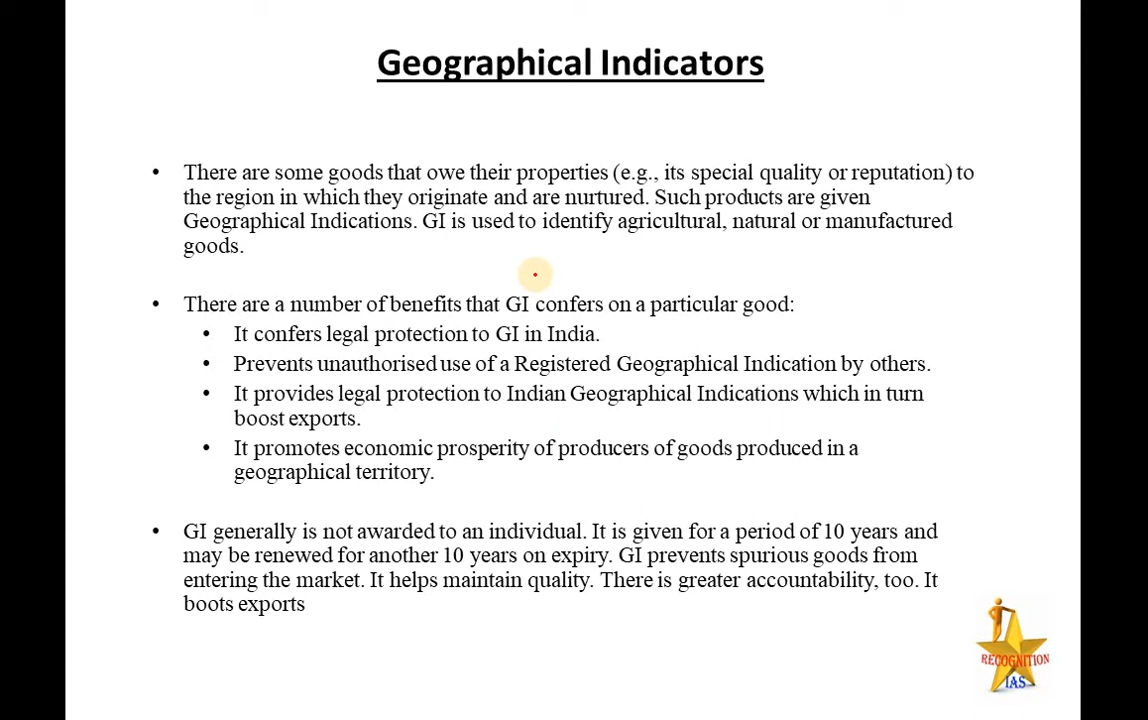 Geographical Indicators
• There are some goods that owe their properties (e.g., its special quality or reputation) to
the region in which they originate and are nurtured. Such products are given
Geographical Indications. GI is used to identify agricultural, natural or manufactured
goods.
• There are a number of benefits that GI confers on a particular good:
• It confers legal protection to GI in India.
• Prevents unauthorised use of a Registered Geographical Indication by others.
• It provides legal protection to Indian Geographical Indications which in turn
boost exports.
• It promotes economic prosperity of producers of goods produced in a
geographical territory.
• GI generally is not awarded to an individual. It is given for a period of 10 years and
may be renewed for another 10 years on expiry. GI prevents spurious goods from
entering the market. It helps maintain quality. There is greater accountability, too. It
boots exports
RECOGNITION
IAS